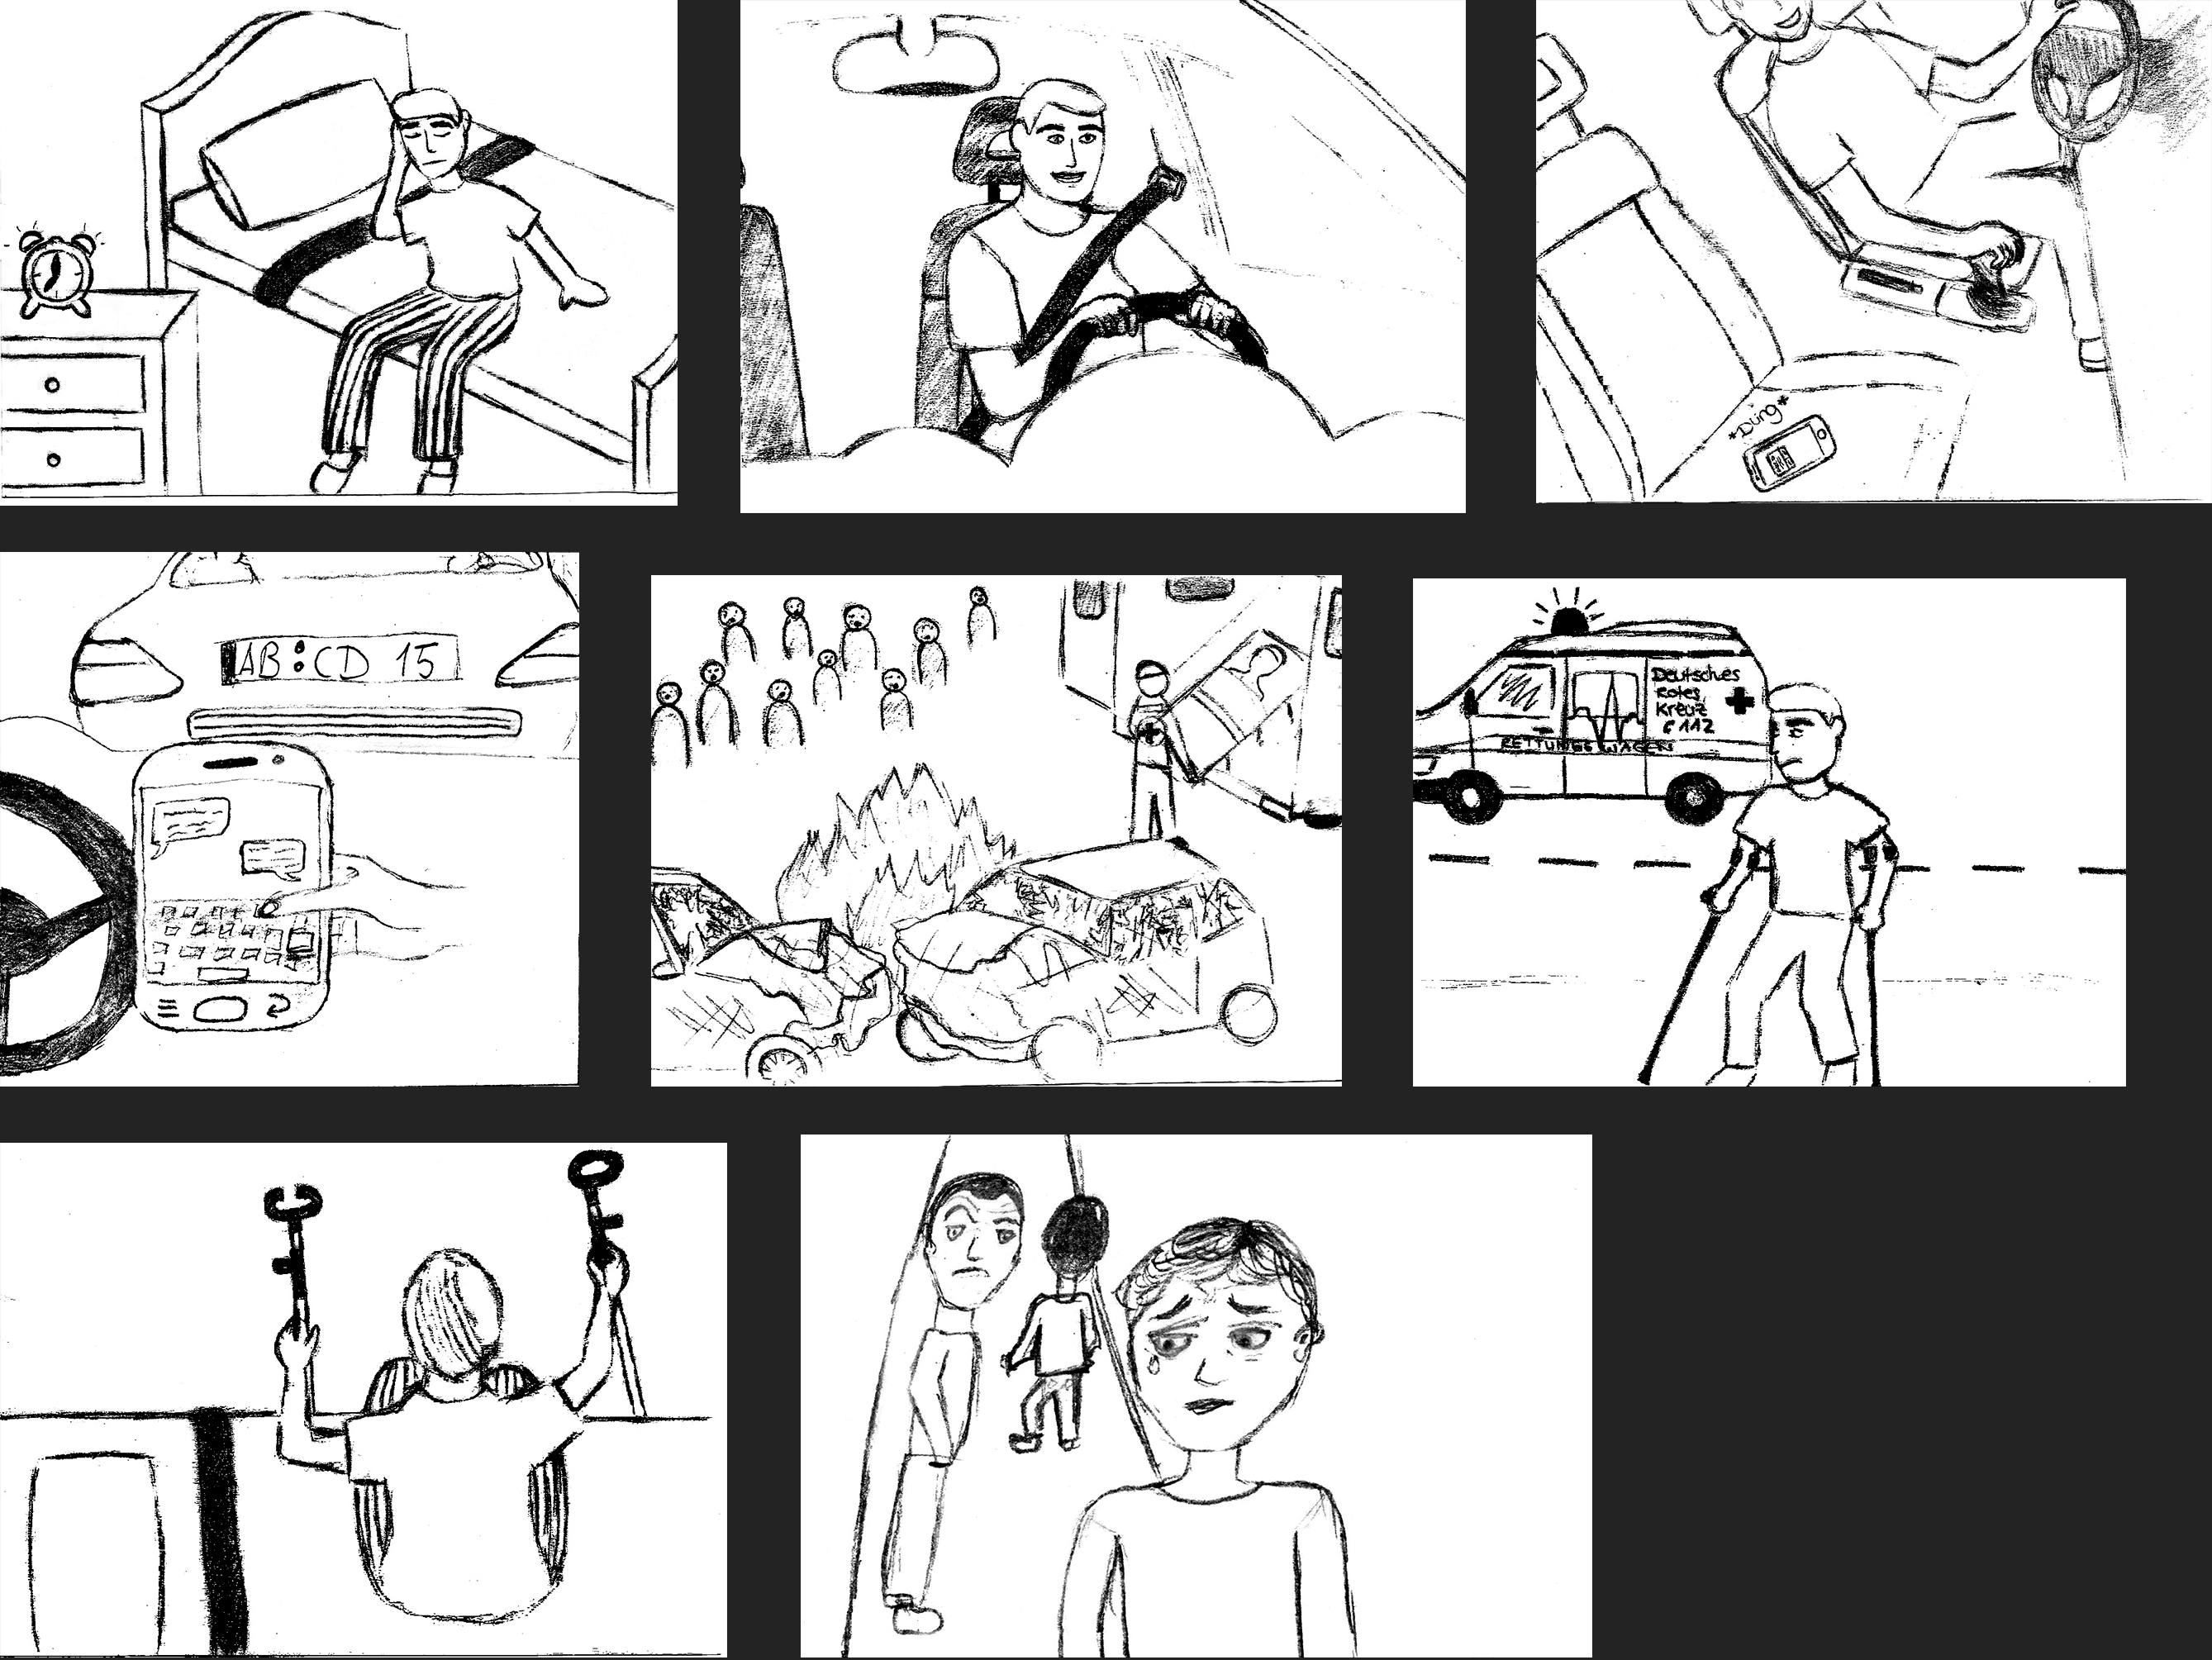 *Düng*
AB:CD 15
Deutsches
Rotes
Kreuz
112
RETTUNGSWAGEN